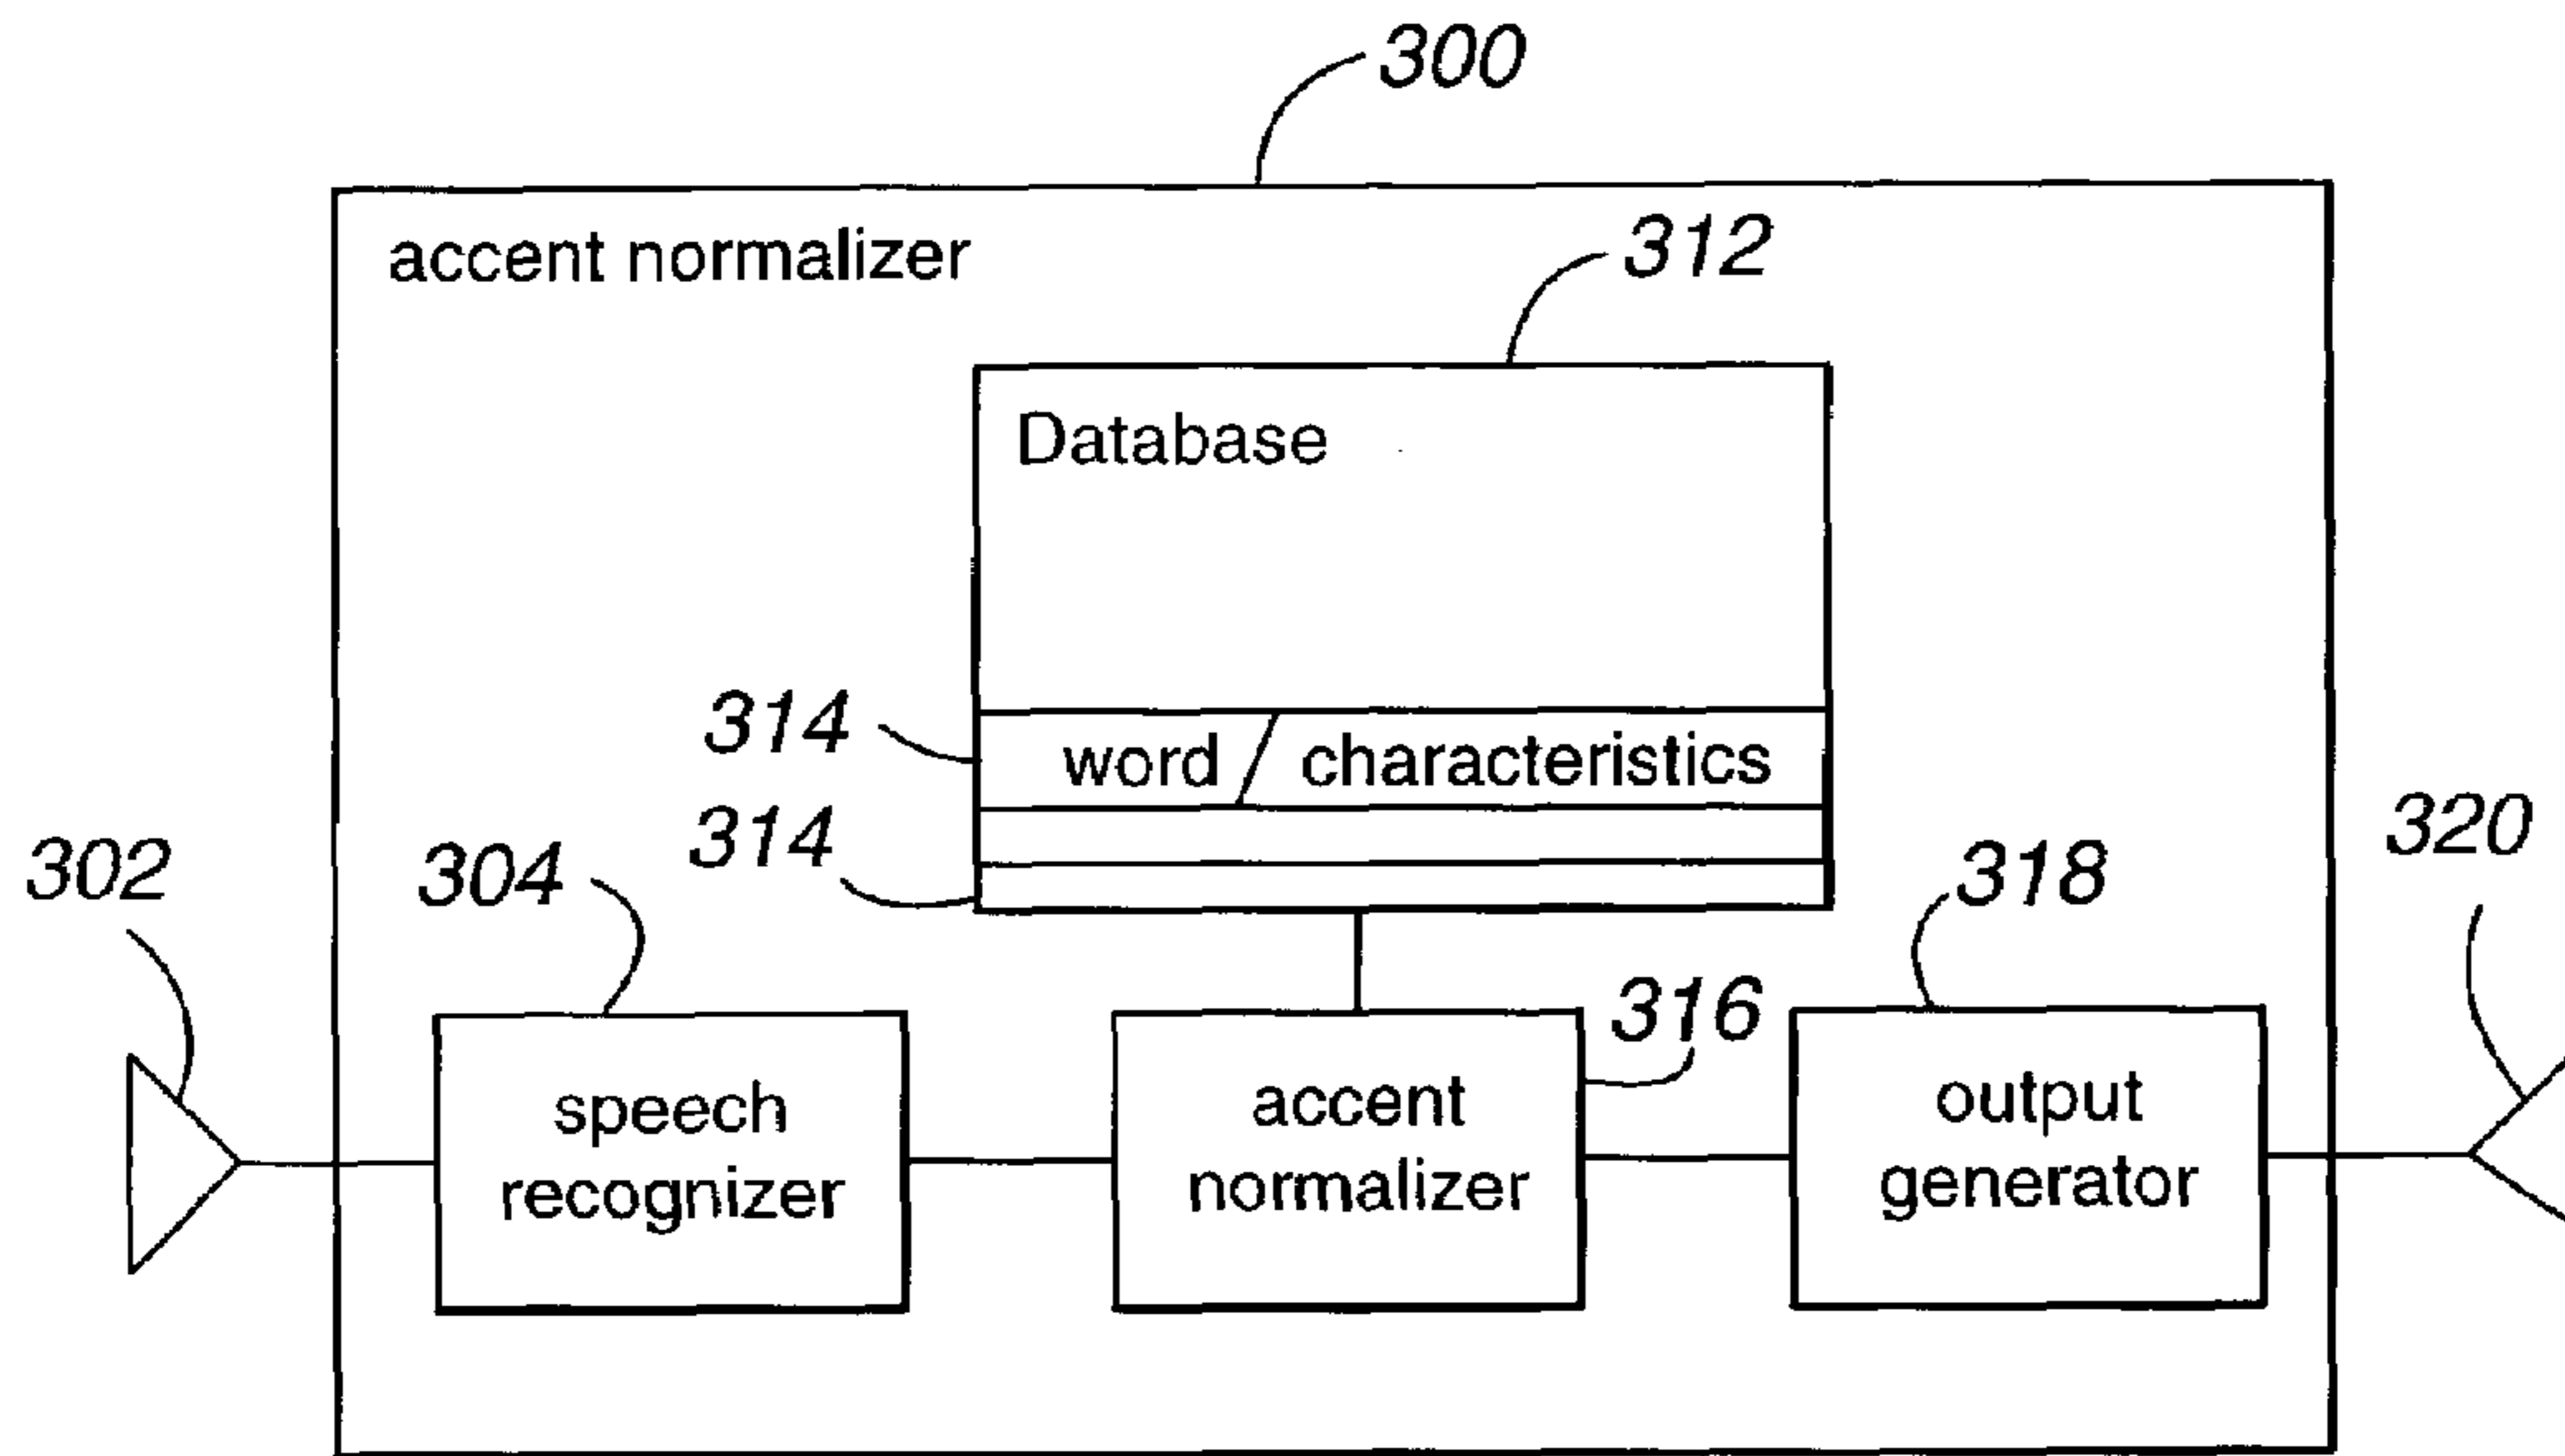 300
accent normalizer
312
Database
314
word / characteristics
314
302
304
318
320
316
speech
recognizer
accent
normalizer
output
generator